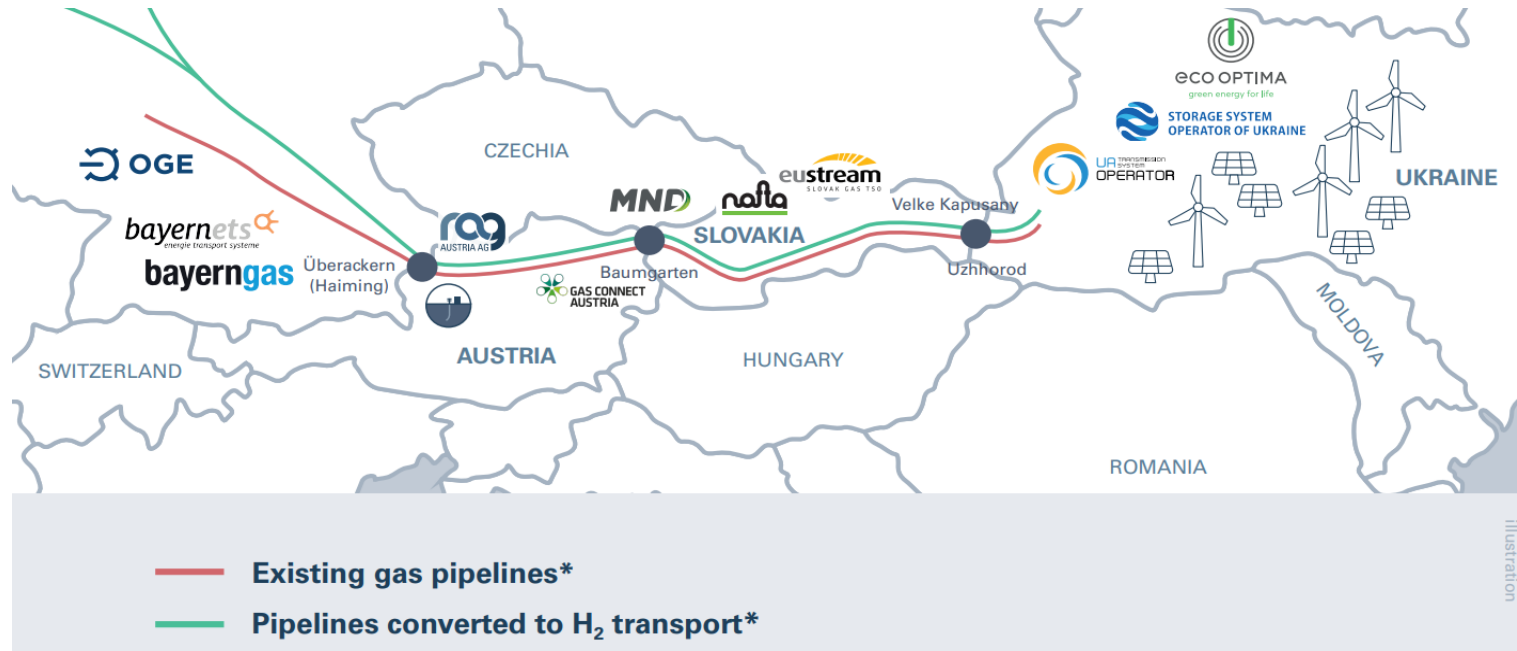 eco OPTIMA
green energy for life
STORAGE SYSTEM
OPERATOR OF UKRAINE
UA TRANSMISSION
SYSTEM
OPERATOR
UKRAINE
OGE
CZECHIA
eustream
SLOVAK GAS TSO
MND
nafta
Velke Kapusany
bayernets
energie transport systeme
rag
AUSTRIA AG
SLOVAKIA
bayerngas
Überackern
(Haiming)
Baumgarten
Uzhhorod
GAS CONNECT
AUSTRIA
MOLDOVA
SWITZERLAND
AUSTRIA
HUNGARY
ROMANIA
illustration
Existing gas pipelines*
Pipelines converted to H₂ transport*